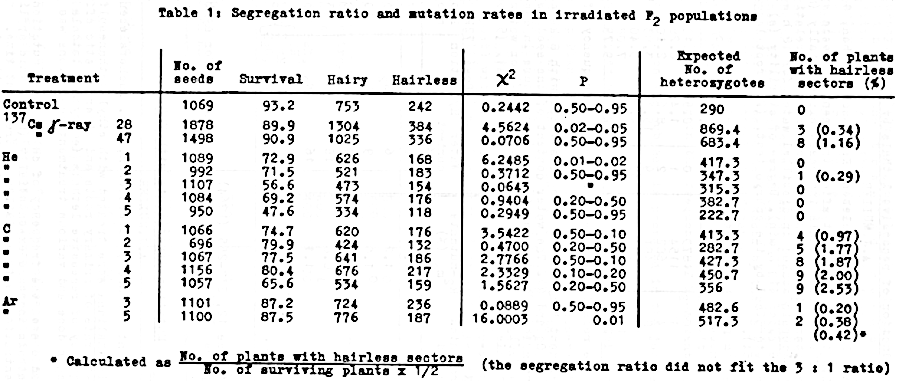 Table 1: Segregation ratio and mutation rates in irradiated F2 populations
Treatment No. of seeds Survival Hairy Hairless χ2 P Expected No. of heterozygotes No. of plants with hairless sectors (%)
Control 1069 93.2 753 242 0.2442 0.50-0.95 290 0
137Cs γ-ray 28 1878 89.9 1304 384 4.5624 0.02-0.05 869.4 3 (0.34)
" 47 1498 90.9 1025 336 0.0706 0.50-0.95 683.4 8 (1.16)
He 1 1089 72.9 626 168 6.2485 0.01-0.02 417.3 0
" 2 992 71.5 521 183 0.3712 0.50-0.95 347.3 1 (0.29)
" 3 1107 56.6 473 154 0.0643 " 315.3 0
" 4 1084 69.2 574 176 0.9404 0.20-0.50 382.7 0
" 5 950 47.6 334 118 0.2949 0.50-0.95 222.7 0
C 1 1066 74.7 620 176 3.5422 0.50-0.10 413.3 4 (0.97)
" 2 696 79.9 424 132 0.4700 0.20-0.50 282.7 5 (1.77)
" 3 1067 77.5 641 186 2.7766 0.50-0.10 427.3 8 (1.87)
" 4 1156 80.4 676 217 2.3329 0.10-0.20 450.7 9 (2.00)
" 5 1057 65.6 534 159 1.5627 0.20-0.50 356 9 (2.53)
Ar 3 1101 87.2 724 236 0.0889 0.50-0.95 482.6 1 (0.20)
" 5 1100 87.5 776 187 16.0003 0.01 517.3 2 (0.38)
(0.42)*
* Calculated as No. of plants with hairless sectors / No. of surviving plants x 1/2 (the segregation ratio did not fit the 3 : 1 ratio)